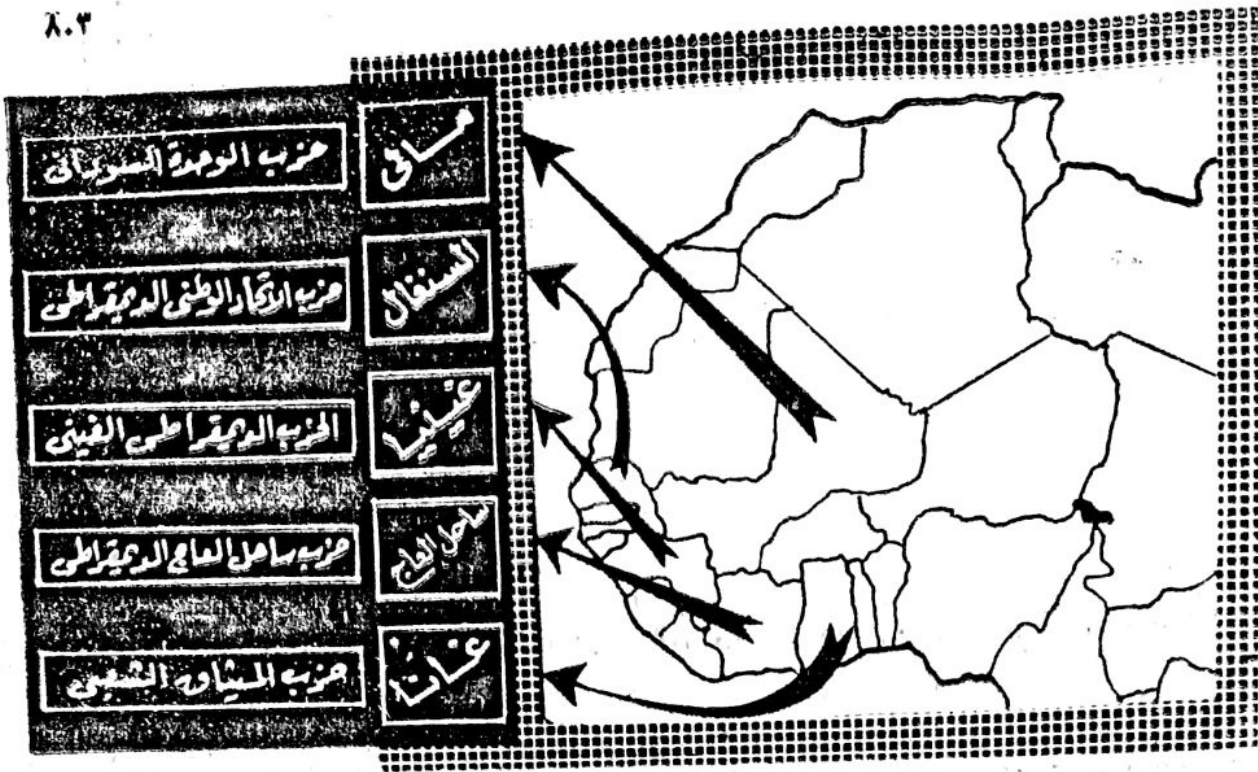 ٨٠٣
مالى
حزب الوحدة السودانى
السنغال
حزب الاتحاد الوطنى الديمقراطى
غينيا
الحزب الديمقراطى الغينى
ساحل العاج
حزب ساحل العاج الديمقراطى
غانا
حزب الميثاق الشعبى